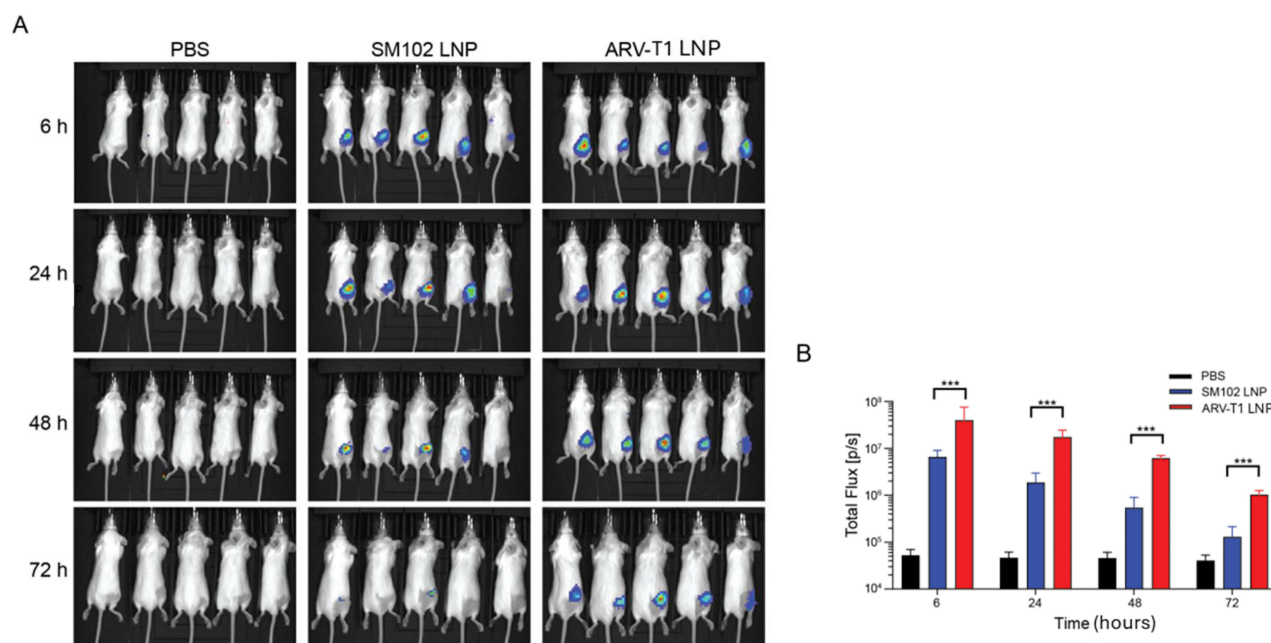 A
PBS
SM102 LNP
ARV-T1 LNP
6 h
24 h
48 h
72 h
B
PBS
SM102 LNP
ARV-T1 LNP
Total Flux [p/s]
10⁸
10⁷
10⁶
10⁵
10⁴
***
***
***
***
6
24
48
72
Time (hours)